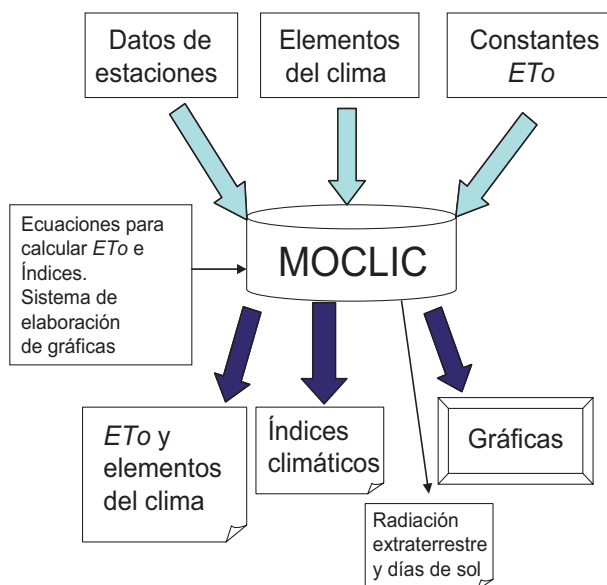 Datos de
estaciones
Elementos
del clima
Constantes
ETo
Ecuaciones para
calcular ETo e
Índices.
Sistema de
elaboración
de gráficas
MOCLIC
ETo y
elementos
del clima
Índices
climáticos
Gráficas
Radiación
extraterrestre
y días de sol